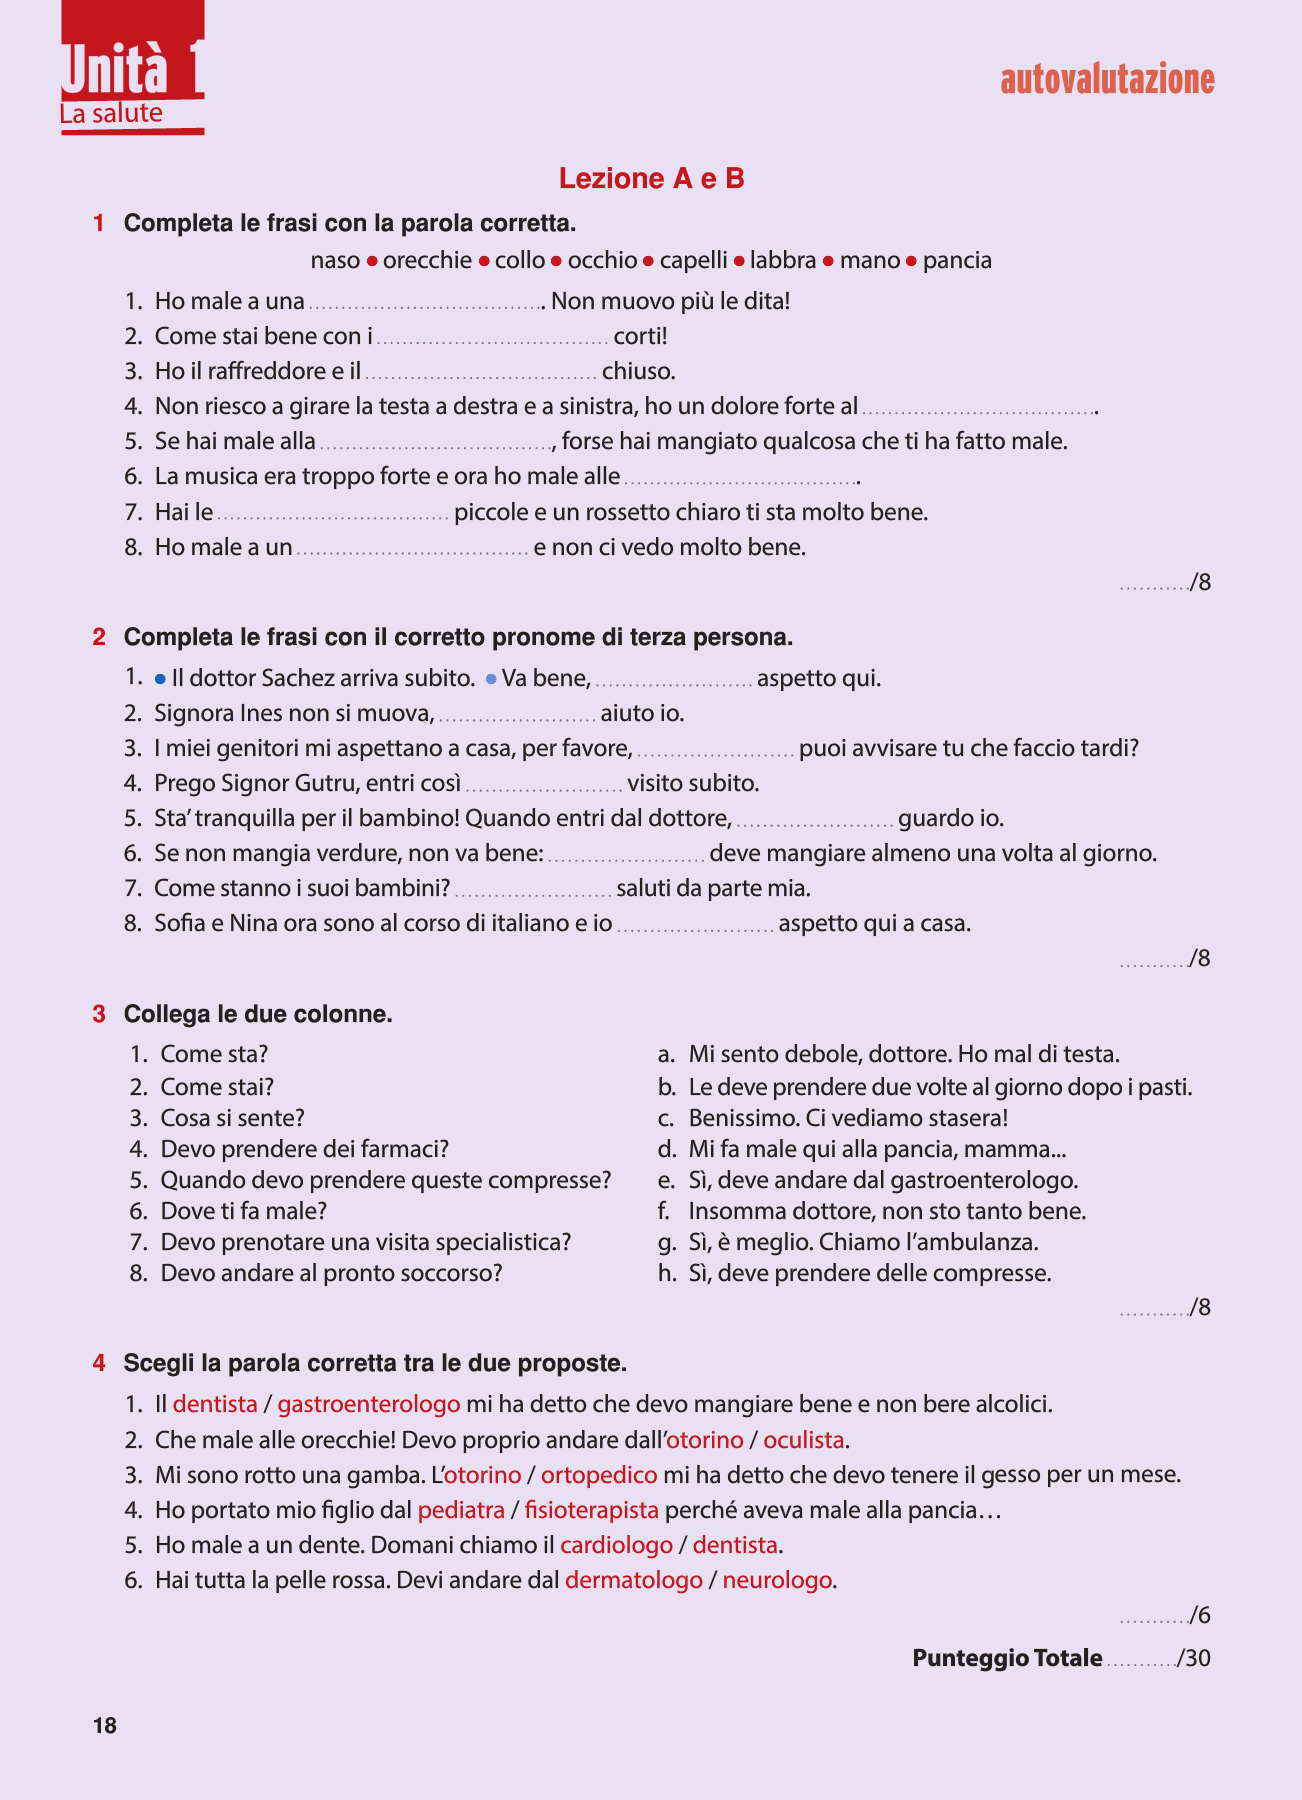 Unità 1
La salute
autovalutazione
Lezione A e B
1 Completa le frasi con la parola corretta.
naso ● orecchie ● collo ● occhio ● capelli ● labbra ● mano ● pancia
1. Ho male a una ..................................... Non muovo più le dita!
2. Come stai bene con i .................................... corti!
3. Ho il raffreddore e il .................................... chiuso.
4. Non riesco a girare la testa a destra e a sinistra, ho un dolore forte al .....................................
5. Se hai male alla ...................................., forse hai mangiato qualcosa che ti ha fatto male.
6. La musica era troppo forte e ora ho male alle .....................................
7. Hai le .................................... piccole e un rossetto chiaro ti sta molto bene.
8. Ho male a un .................................... e non ci vedo molto bene.
.........../8
2 Completa le frasi con il corretto pronome di terza persona.
1. ● Il dottor Sachez arriva subito. ● Va bene, ........................ aspetto qui.
2. Signora Ines non si muova, ........................ aiuto io.
3. I miei genitori mi aspettano a casa, per favore, ........................ puoi avvisare tu che faccio tardi?
4. Prego Signor Gutru, entri così ........................ visito subito.
5. Sta’ tranquilla per il bambino! Quando entri dal dottore, ........................ guardo io.
6. Se non mangia verdure, non va bene: ........................ deve mangiare almeno una volta al giorno.
7. Come stanno i suoi bambini? ........................ saluti da parte mia.
8. Sofia e Nina ora sono al corso di italiano e io ........................ aspetto qui a casa.
.........../8
3 Collega le due colonne.
1. Come sta? a. Mi sento debole, dottore. Ho mal di testa.
2. Come stai? b. Le deve prendere due volte al giorno dopo i pasti.
3. Cosa si sente? c. Benissimo. Ci vediamo stasera!
4. Devo prendere dei farmaci? d. Mi fa male qui alla pancia, mamma...
5. Quando devo prendere queste compresse? e. Sì, deve andare dal gastroenterologo.
6. Dove ti fa male? f. Insomma dottore, non sto tanto bene.
7. Devo prenotare una visita specialistica? g. Sì, è meglio. Chiamo l’ambulanza.
8. Devo andare al pronto soccorso? h. Sì, deve prendere delle compresse.
.........../8
4 Scegli la parola corretta tra le due proposte.
1. Il dentista / gastroenterologo mi ha detto che devo mangiare bene e non bere alcolici.
2. Che male alle orecchie! Devo proprio andare dall’otorino / oculista.
3. Mi sono rotto una gamba. L’otorino / ortopedico mi ha detto che devo tenere il gesso per un mese.
4. Ho portato mio figlio dal pediatra / fisioterapista perché aveva male alla pancia…
5. Ho male a un dente. Domani chiamo il cardiologo / dentista.
6. Hai tutta la pelle rossa. Devi andare dal dermatologo / neurologo.
.........../6
Punteggio Totale .........../30
18